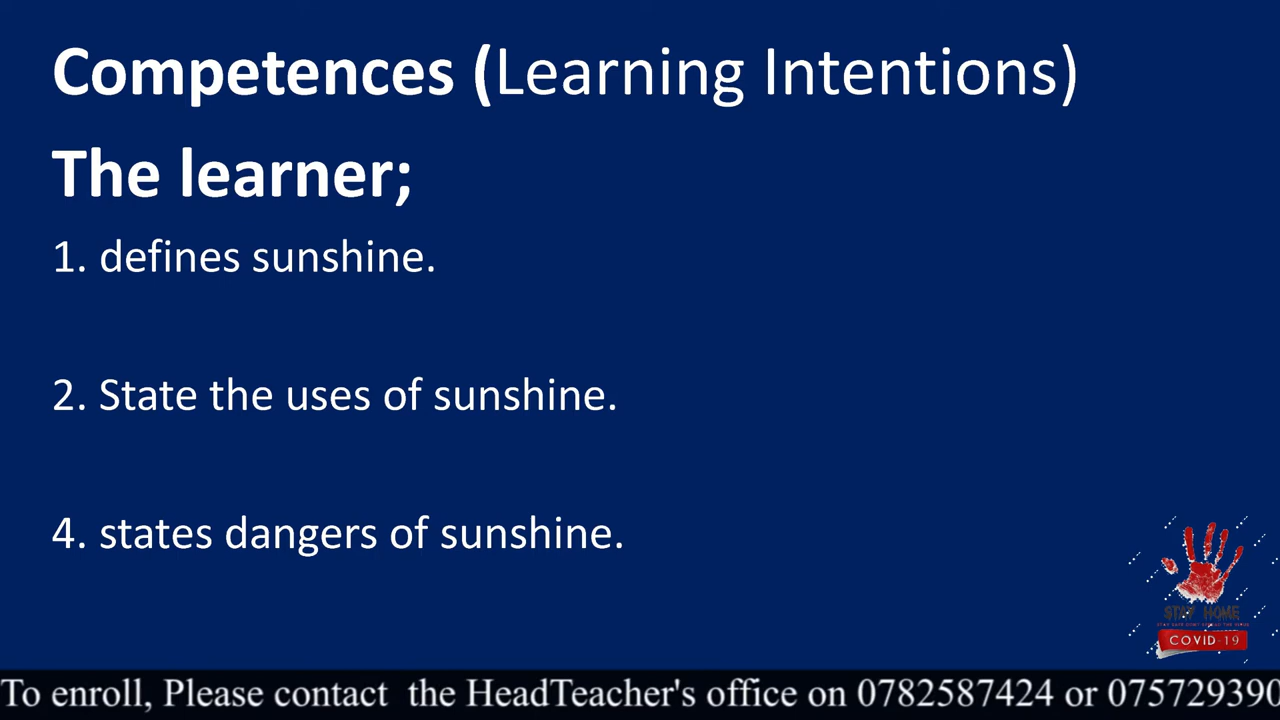 Competences (Learning Intentions)
The learner;
1. defines sunshine.
2. State the uses of sunshine.
4. states dangers of sunshine.
STAY HOME
COVID-19
To enroll, Please contact  the HeadTeacher's office on 0782587424 or 075729390